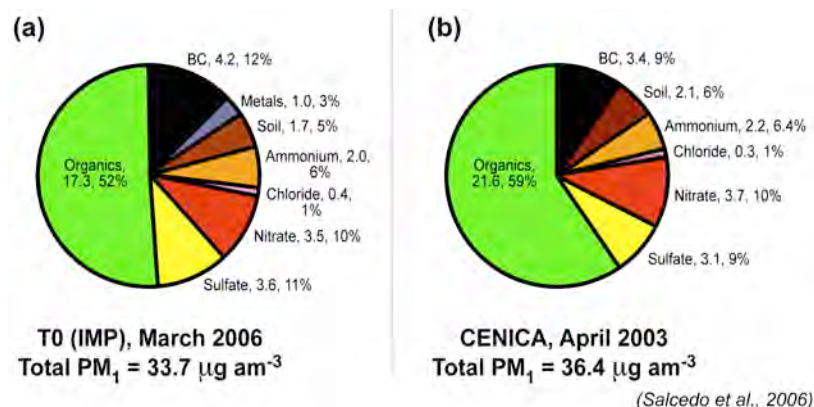 (a)
BC, 4.2, 12%
Metals, 1.0, 3%
Soil, 1.7, 5%
Ammonium, 2.0,
6%
Chloride, 0.4,
1%
Nitrate, 3.5, 10%
Sulfate, 3.6, 11%
Organics,
17.3, 52%
T0 (IMP), March 2006
Total PM₁ = 33.7 μg am⁻³
(b)
BC, 3.4, 9%
Soil, 2.1, 6%
Ammonium, 2.2, 6.4%
Chloride, 0.3, 1%
Nitrate, 3.7, 10%
Sulfate, 3.1, 9%
Organics,
21.6, 59%
CENICA, April 2003
Total PM₁ = 36.4 μg am⁻³
(Salcedo et al., 2006)